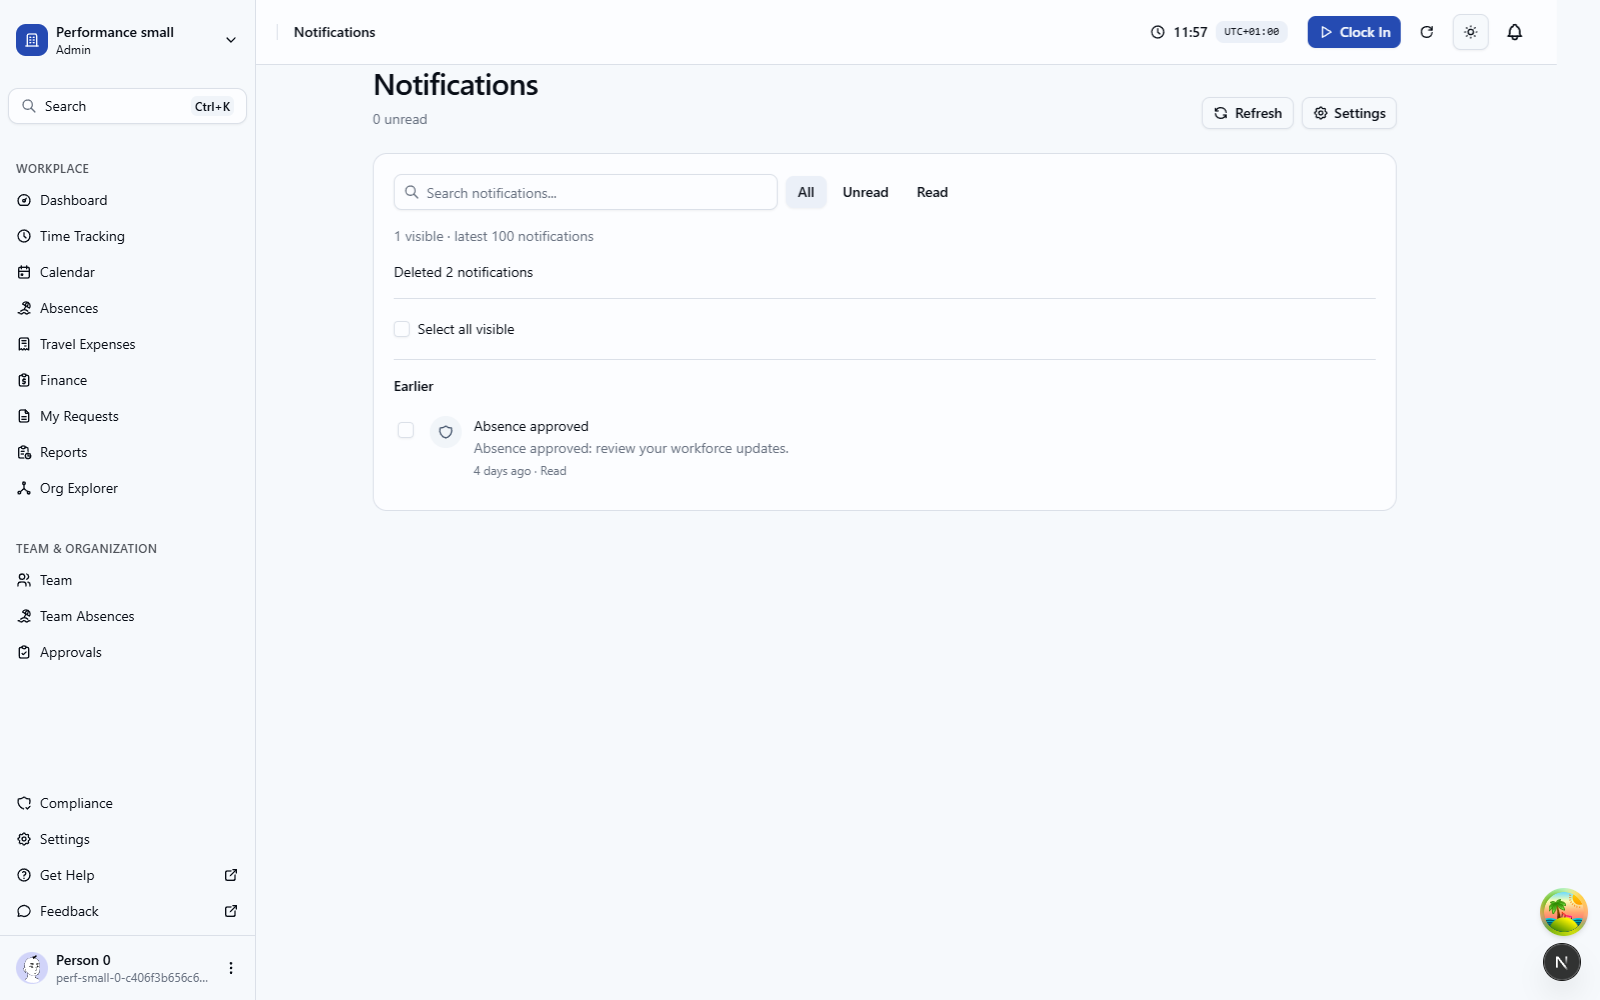 Performance small
Admin
Search
Ctrl+K
WORKPLACE
Dashboard
Time Tracking
Calendar
Absences
Travel Expenses
Finance
My Requests
Reports
Org Explorer
TEAM & ORGANIZATION
Team
Team Absences
Approvals
Compliance
Settings
Get Help
Feedback
Person 0
perf-small-0-c406f3b656c6...
Notifications
11:57
UTC+01:00
Clock In
Notifications
0 unread
Refresh
Settings
Search notifications...
All
Unread
Read
1 visible · latest 100 notifications
Deleted 2 notifications
Select all visible
Earlier
Absence approved
Absence approved: review your workforce updates.
4 days ago · Read
N